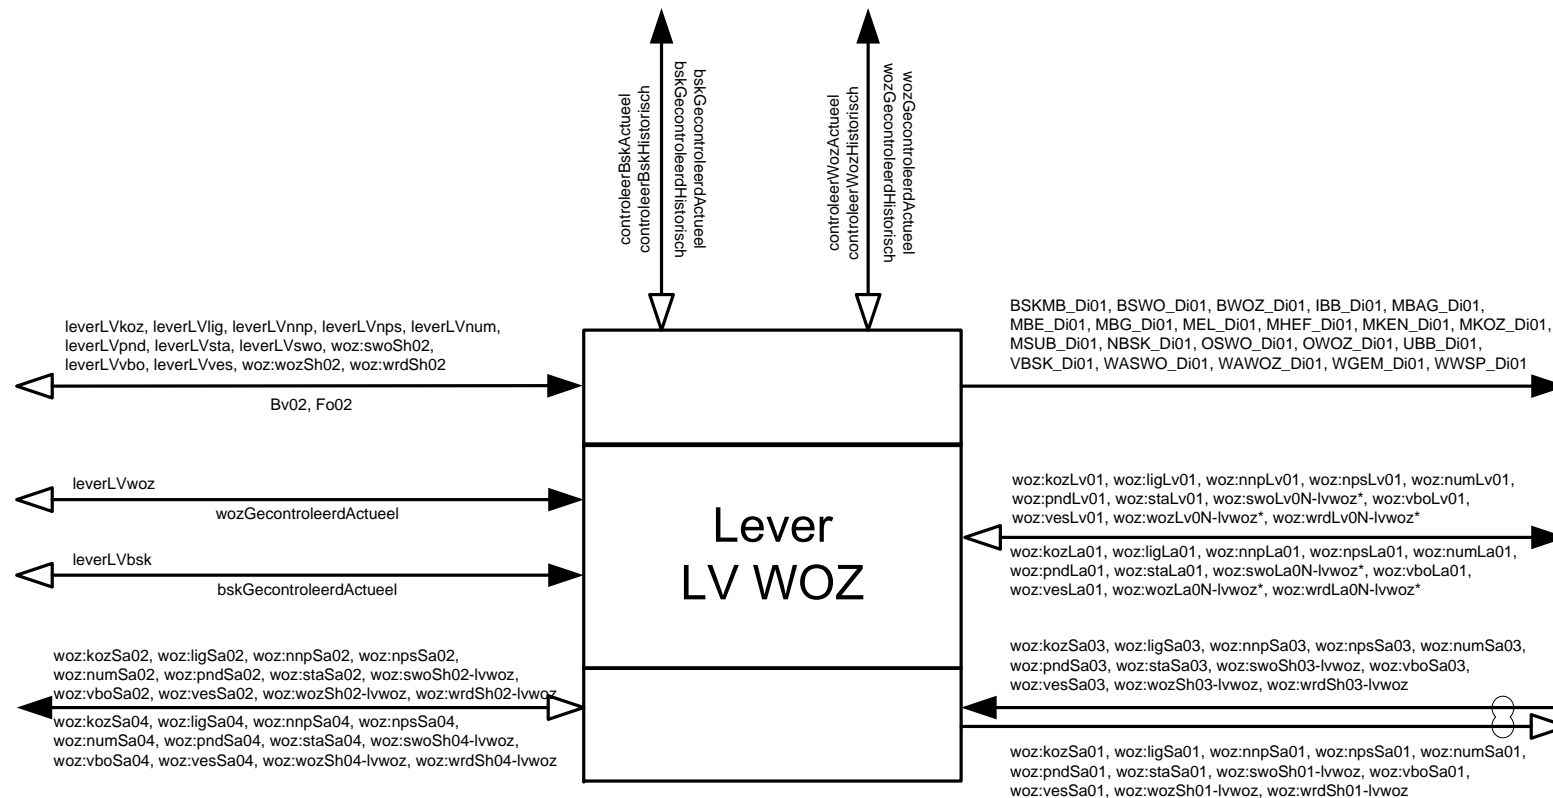 controleerBskActueel
controleerBskHistorisch
bskGecontroleerdActueel
bskGecontroleerdHistorisch
controleerWozActueel
controleerWozHistorisch
wozGecontroleerdActueel
wozGecontroleerdHistorisch
leverLVkoz, leverLVlig, leverLVnnp, leverLVnps, leverLVnum,
leverLVpnd, leverLVsta, leverLVswo, woz:swoSh02,
leverLVvbo, leverLVves, woz:wozSh02, woz:wrdSh02
Bv02, Fo02
BSKMB_Di01, BSWO_Di01, BWOZ_Di01, IBB_Di01, MBAG_Di01,
MBE_Di01, MBG_Di01, MEL_Di01, MHEF_Di01, MKEN_Di01, MKOZ_Di01,
MSUB_Di01, NBSK_Di01, OSWO_Di01, OWOZ_Di01, UBB_Di01,
VBSK_Di01, WASWO_Di01, WAWOZ_Di01, WGEM_Di01, WWSP_Di01
leverLVwoz
wozGecontroleerdActueel
leverLVbsk
bskGecontroleerdActueel
Lever
LV WOZ
woz:kozLv01, woz:ligLv01, woz:nnpLv01, woz:npsLv01, woz:numLv01,
woz:pndLv01, woz:staLv01, woz:swoLv0N-lvwoz*, woz:vboLv01,
woz:vesLv01, woz:wozLv0N-lvwoz*, woz:wrdLv0N-lvwoz*
woz:kozLa01, woz:ligLa01, woz:nnpLa01, woz:npsLa01, woz:numLa01,
woz:pndLa01, woz:staLa01, woz:swoLa0N-lvwoz*, woz:vboLa01,
woz:vesLa01, woz:wozLa0N-lvwoz*, woz:wrdLa0N-lvwoz*
woz:kozSa02, woz:ligSa02, woz:nnpSa02, woz:npsSa02,
woz:numSa02, woz:pndSa02, woz:staSa02, woz:swoSh02-lvwoz,
woz:vboSa02, woz:vesSa02, woz:wozSh02-lvwoz, woz:wrdSh02-lvwoz
woz:kozSa04, woz:ligSa04, woz:nnpSa04, woz:npsSa04,
woz:numSa04, woz:pndSa04, woz:staSa04, woz:swoSh04-lvwoz,
woz:vboSa04, woz:vesSa04, woz:wozSh04-lvwoz, woz:wrdSh04-lvwoz
woz:kozSa03, woz:ligSa03, woz:nnpSa03, woz:npsSa03, woz:numSa03,
woz:pndSa03, woz:staSa03, woz:swoSh03-lvwoz, woz:vboSa03,
woz:vesSa03, woz:wozSh03-lvwoz, woz:wrdSh03-lvwoz
woz:kozSa01, woz:ligSa01, woz:nnpSa01, woz:npsSa01, woz:numSa01,
woz:pndSa01, woz:staSa01, woz:swoSh01-lvwoz, woz:vboSa01,
woz:vesSa01, woz:wozSh01-lvwoz, woz:wrdSh01-lvwoz